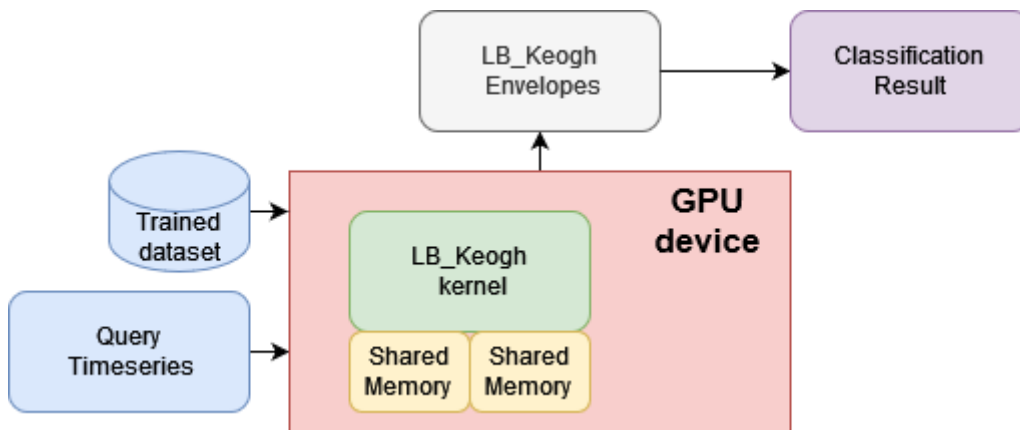 LB_Keogh
Envelopes
Classification
Result
Trained
dataset
GPU
device
LB_Keogh
kernel
Query
Timeseries
Shared
Memory
Shared
Memory